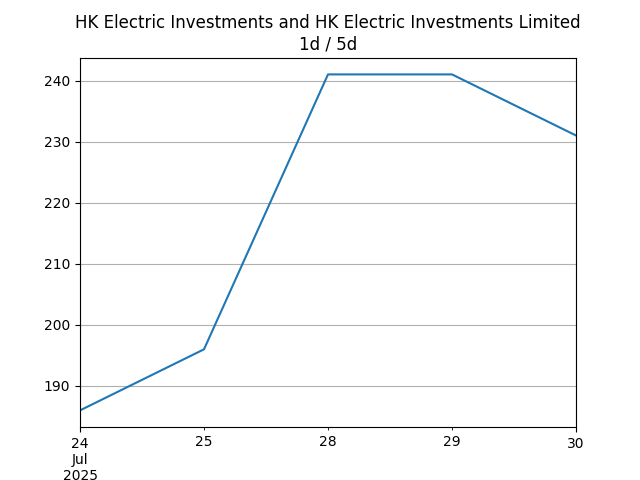 HK Electric Investments and HK Electric Investments Limited
1d / 5d
240
230
220
210
200
190
24 25 28 29 30
Jul
2025